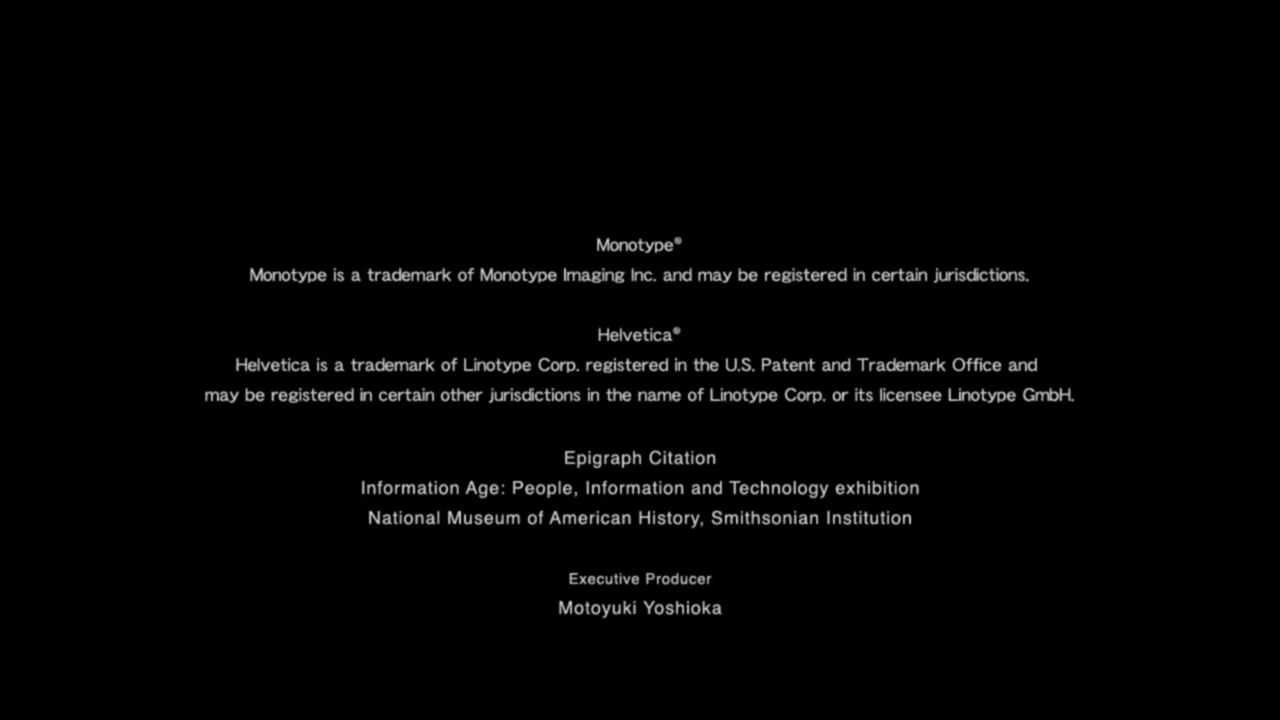 Monotype®
Monotype is a trademark of Monotype Imaging Inc. and may be registered in certain jurisdictions.
Helvetica®
Helvetica is a trademark of Linotype Corp. registered in the U.S. Patent and Trademark Office and
may be registered in certain other jurisdictions in the name of Linotype Corp. or its licensee Linotype GmbH.
Epigraph Citation
Information Age: People, Information and Technology exhibition
National Museum of American History, Smithsonian Institution
Executive Producer
Motoyuki Yoshioka